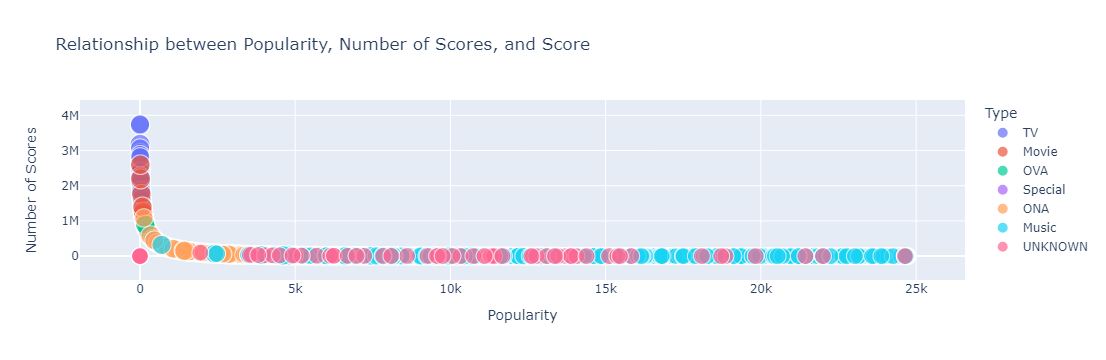 Relationship between Popularity, Number of Scores, and Score
Number of Scores
4M
3M
2M
1M
0
0
5k
10k
15k
20k
25k
Popularity
Type
TV
Movie
OVA
Special
ONA
Music
UNKNOWN